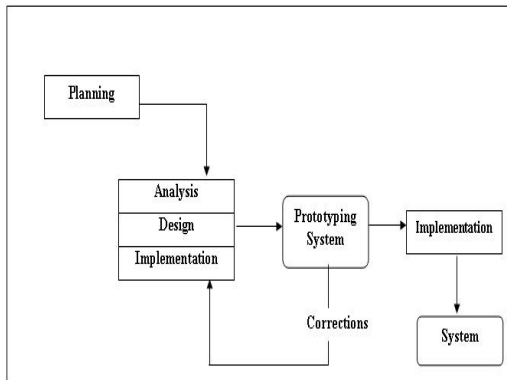 Planning
Analysis
Design
Implementation
Prototyping
System
Implementation
Corrections
System